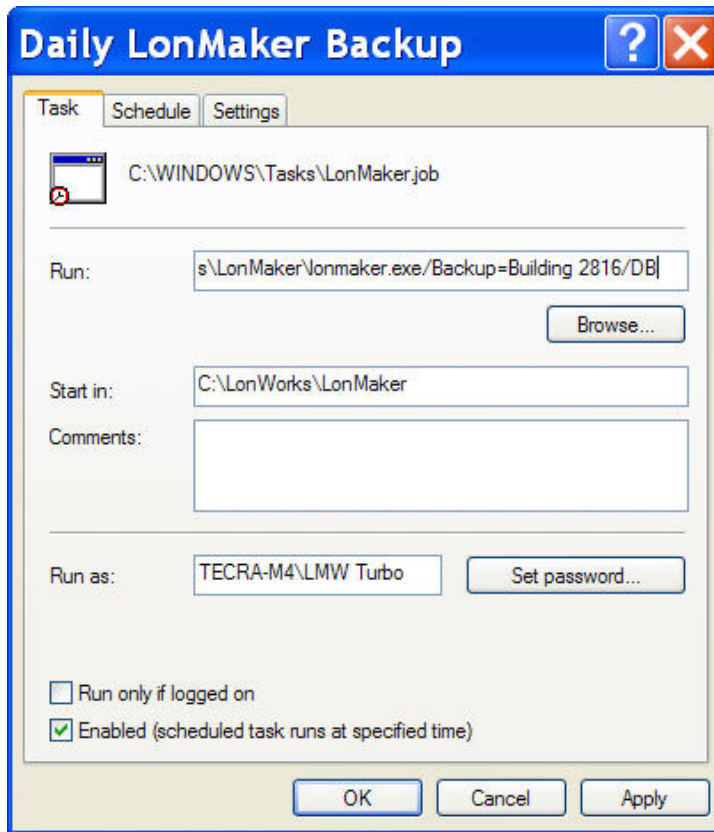 Daily LonMaker Backup
Task Schedule Settings
C:\WINDOWS\Tasks\LonMaker.job
Run: s\LonMaker\lonmaker.exe/Backup=Building 2816/DB
Browse...
Start in: C:\LonWorks\LonMaker
Comments:
Run as: TECRA-M4\LMW Turbo Set password...
Run only if logged on
Enabled (scheduled task runs at specified time)
OK Cancel Apply